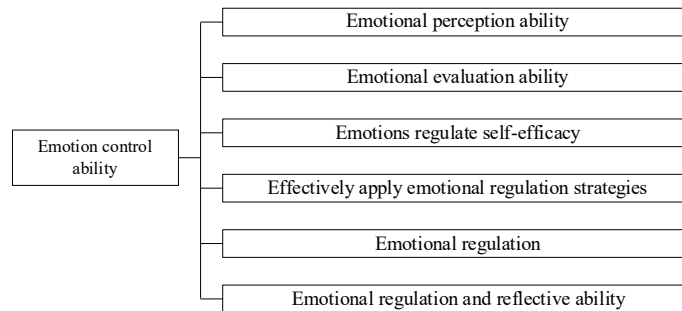 Emotional perception ability
Emotional evaluation ability
Emotions regulate self-efficacy
Emotion control
ability
Effectively apply emotional regulation strategies
Emotional regulation
Emotional regulation and reflective ability